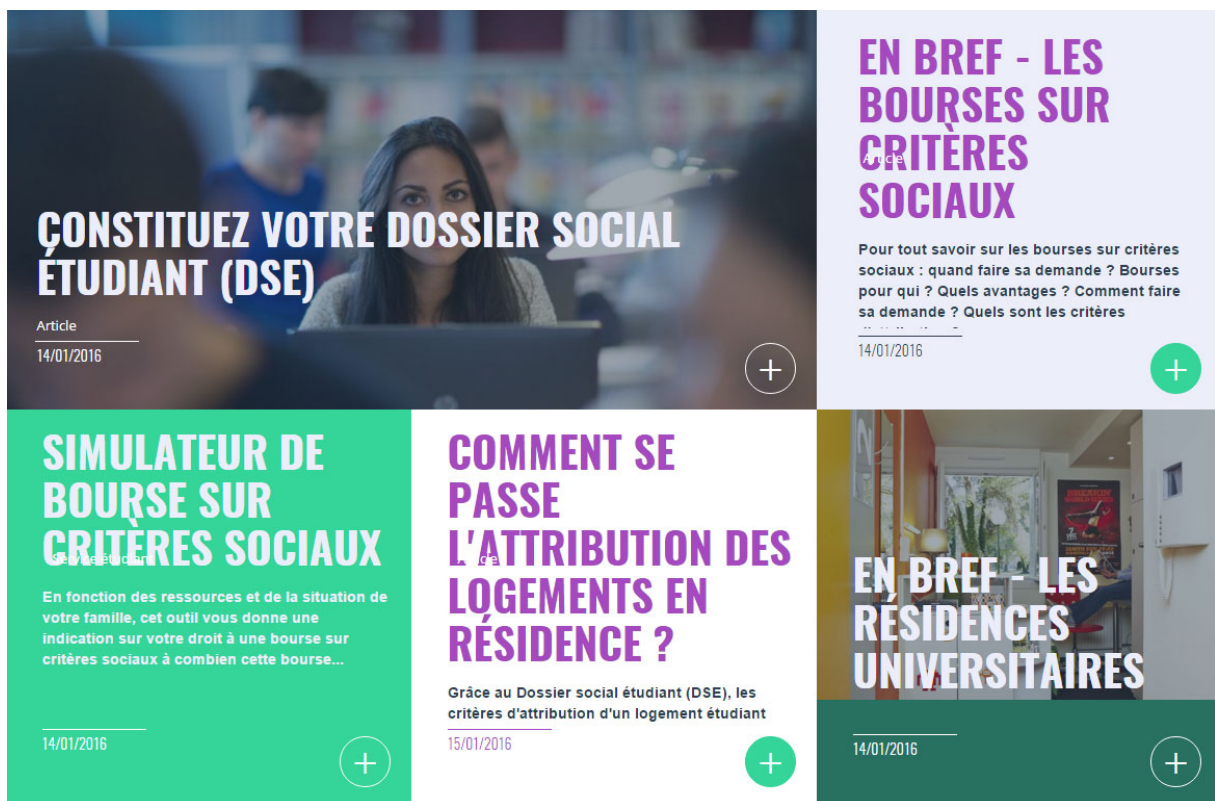 CONSTITUEZ VOTRE DOSSIER SOCIAL
ÉTUDIANT (DSE)
Article
14/01/2016
EN BREF - LES
BOURSES SUR
CRITÈRES
SOCIAUX
Article
Pour tout savoir sur les bourses sur critères
sociaux : quand faire sa demande ? Bourses
pour qui ? Quels avantages ? Comment faire
sa demande ? Quels sont les critères
14/01/2016
SIMULATEUR DE
BOURSE SUR
CRITÈRES SOCIAUX
Service étudiant
En fonction des ressources et de la situation de
votre famille, cet outil vous donne une
indication sur votre droit à une bourse sur
critères sociaux à combien cette bourse...
14/01/2016
COMMENT SE
PASSE
L'ATTRIBUTION DES
LOGEMENTS EN
RÉSIDENCE ?
Article
Grâce au Dossier social étudiant (DSE), les
critères d'attribution d'un logement étudiant
15/01/2016
EN BREF - LES
RÉSIDENCES
UNIVERSITAIRES
14/01/2016